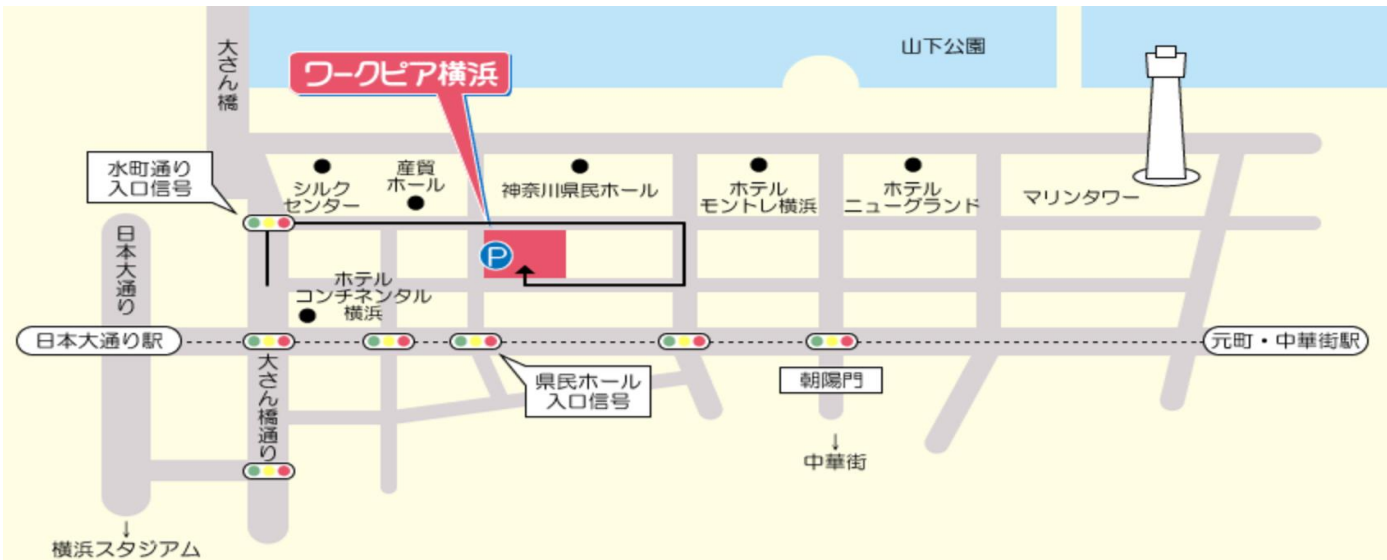 大さん橋
山下公園
ワークピア横浜
水町通り
入口信号
シルク
センター
産貿
ホール
神奈川県民ホール
ホテル
モントレ横浜
ホテル
ニューグランド
マリンタワー
日本大通り
P
ホテル
コンチネンタル
横浜
日本大通り駅
元町・中華街駅
大さん橋通り
県民ホール
入口信号
朝陽門
↓
中華街
↓
横浜スタジアム